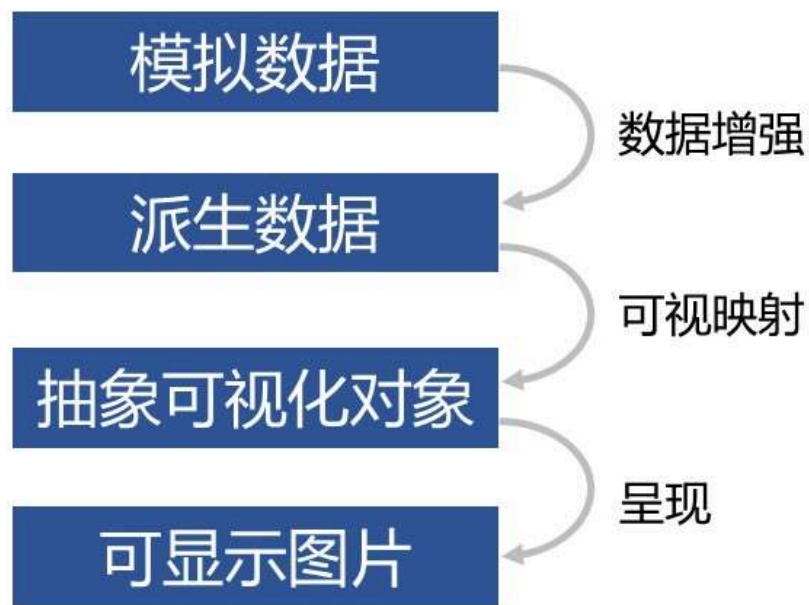 模拟数据
数据增强
派生数据
可视映射
抽象可视化对象
呈现
可显示图片